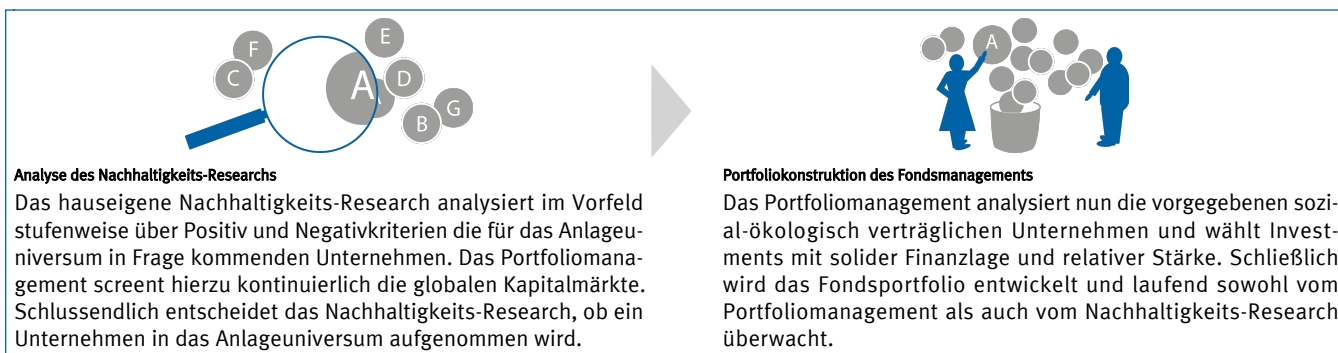 F
E
A
A
D
C
G
B
A
Analyse des Nachhaltigkeits-Researchs
Das hauseigene Nachhaltigkeits-Research analysiert im Vorfeld
stufenweise über Positiv und Negativkriterien die für das Anlageu-
niversum in Frage kommenden Unternehmen. Das Portfoliomana-
gement screent hierzu kontinuierlich die globalen Kapitalmärkte.
Schlussendlich entscheidet das Nachhaltigkeits-Research, ob ein
Unternehmen in das Anlageuniversum aufgenommen wird.
Portfoliokonstruktion des Fondsmanagements
Das Portfoliomanagement analysiert nun die vorgegebenen sozi-
al-ökologisch verträglichen Unternehmen und wählt Invest-
ments mit solider Finanzlage und relativer Stärke. Schließlich
wird das Fondsportfolio entwickelt und laufend sowohl vom
Portfoliomanagement als auch vom Nachhaltigkeits-Research
überwacht.